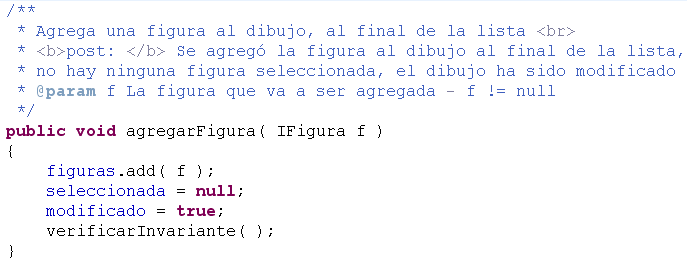 /**
 * Agrega una figura al dibujo, al final de la lista <br>
 * <b>post: </b> Se agregó la figura al dibujo al final de la lista,
 * no hay ninguna figura seleccionada, el dibujo ha sido modificado
 * @param f La figura que va a ser agregada - f != null
 */
public void agregarFigura( IFigura f )
{
    figuras.add( f );
    seleccionada = null;
    modificado = true;
    verificarInvariante( );
}